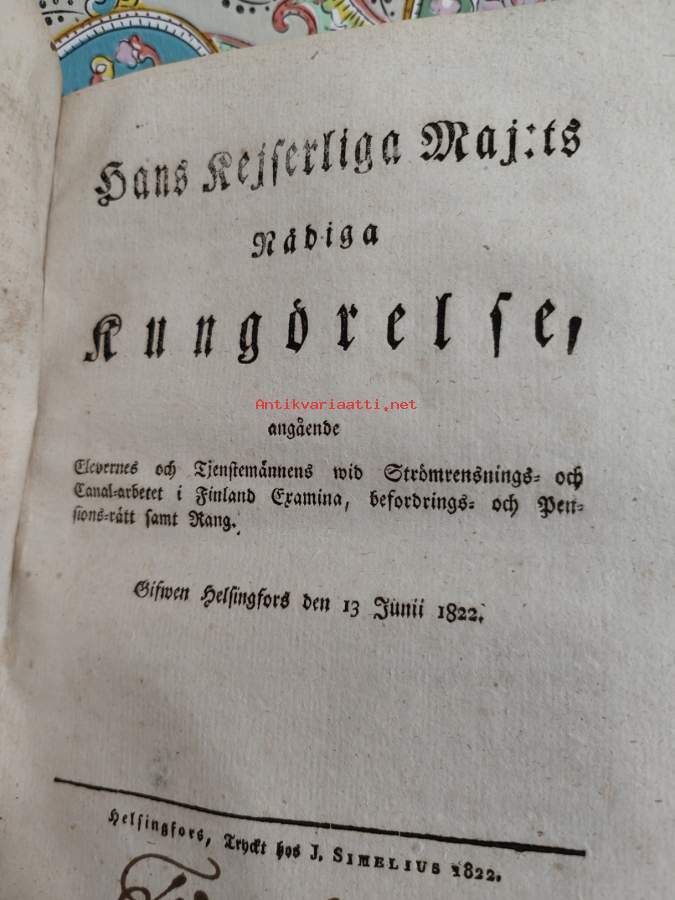 Hans Kejserliga Maj:ts
Nådiga
Kungörelse,
Antikvariaatti.net
angående
Elevernes och Tjenstemännens wid Strömrensnings- och
Canal-arbetet i Finland Examina, befordrings- och Pen-
sions-rätt samt Rang.
Gifwen Helsingfors den 13 Junii 1822.
Helsingfors, Tryckt hos J. SIMELIUS 1822.